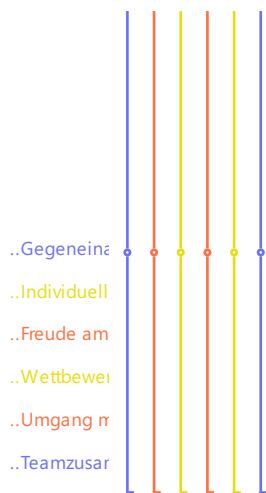 ..Gegeneina
..Individuell
..Freude am
..Wettbewer
..Umgang m
..Teamzusar